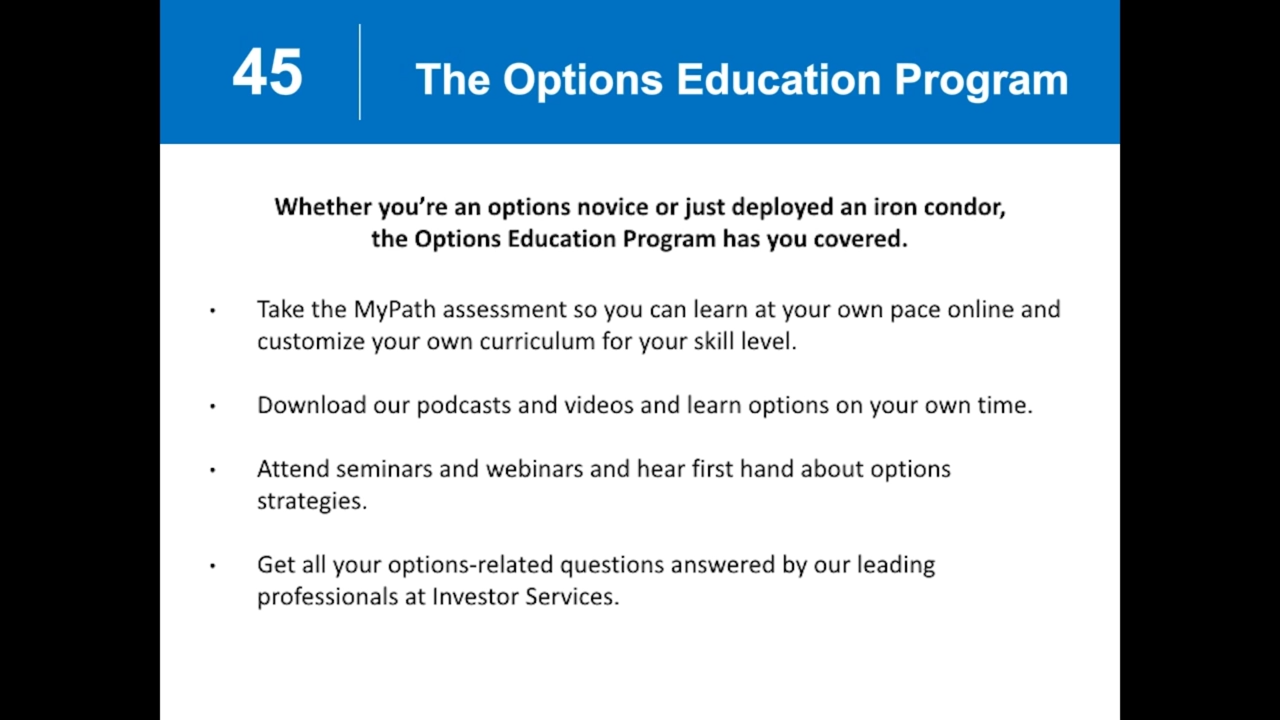 45
The Options Education Program
Whether you’re an options novice or just deployed an iron condor,
the Options Education Program has you covered.
• Take the MyPath assessment so you can learn at your own pace online and
customize your own curriculum for your skill level.
• Download our podcasts and videos and learn options on your own time.
• Attend seminars and webinars and hear first hand about options
strategies.
• Get all your options-related questions answered by our leading
professionals at Investor Services.